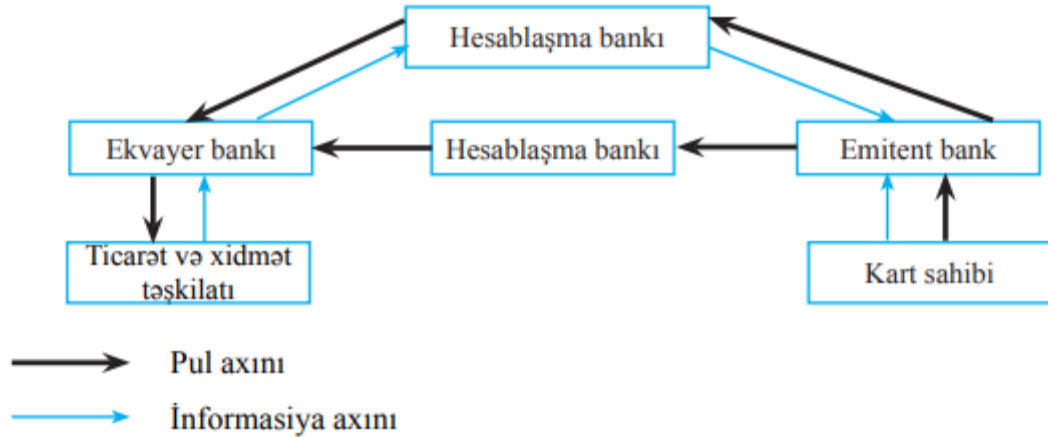 Hesablaşma bankı
Ekvayer bankı
Hesablaşma bankı
Emitent bank
Ticarət və xidmət
təşkilatı
Kart sahibi
Pul axını
İnformasiya axını